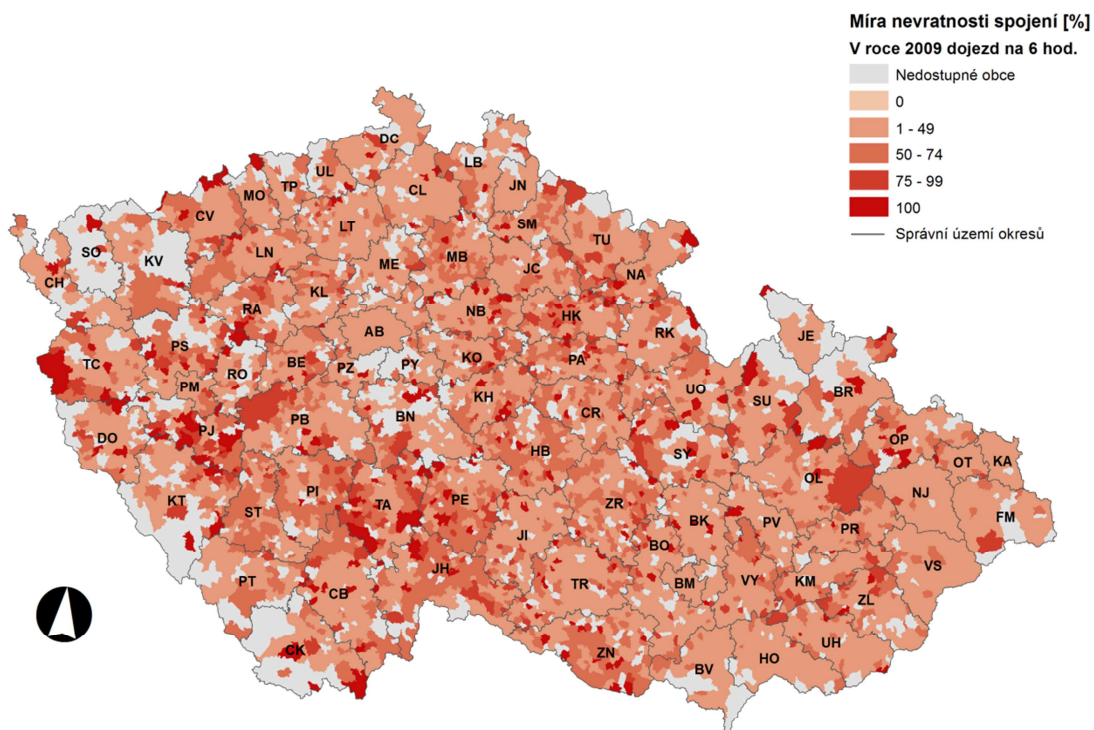 Míra nevratnosti spojení [%]
V roce 2009 dojezd na 6 hod.
Nedostupné obce
0
1 - 49
50 - 74
75 - 99
100
Správní území okresů
DC
LB
UL
TP
MO
CL
JN
CV
LT
SM
TU
SO
KV
LN
ME
MB
JC
NA
CH
KL
RA
NB
HK
AB
RK
JE
PS
TC
BE
PZ
PY
KO
PA
RO
PM
UO
SU
BR
KH
BN
CR
PJ
PB
DO
OP
HB
SY
OT
KA
OL
NJ
KT
PI
TA
PE
ZR
ST
BK
PV
FM
JI
PR
BO
VS
JH
PT
TR
BM
VY
KM
CB
ZL
CK
ZN
UH
HO
BV